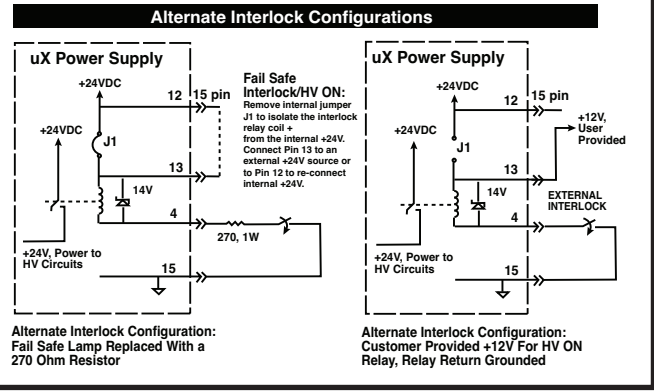 Alternate Interlock Configurations
uX Power Supply
+24VDC
12
15 pin
+24VDC
J1
13
14V
4
270, 1W
+24V, Power to
HV Circuits
15
Fail Safe
Interlock/HV ON:
Remove internal jumper
J1 to isolate the interlock
relay coil +
from the internal +24V.
Connect Pin 13 to an
external +24V source or
to Pin 12 to re-connect
internal +24V.
Alternate Interlock Configuration:
Fail Safe Lamp Replaced With a
270 Ohm Resistor
uX Power Supply
+24VDC
12
15 pin
+12V,
User
Provided
+24VDC
J1
13
14V
EXTERNAL
INTERLOCK
4
+24V, Power to
HV Circuits
15
Alternate Interlock Configuration:
Customer Provided +12V For HV ON
Relay, Relay Return Grounded